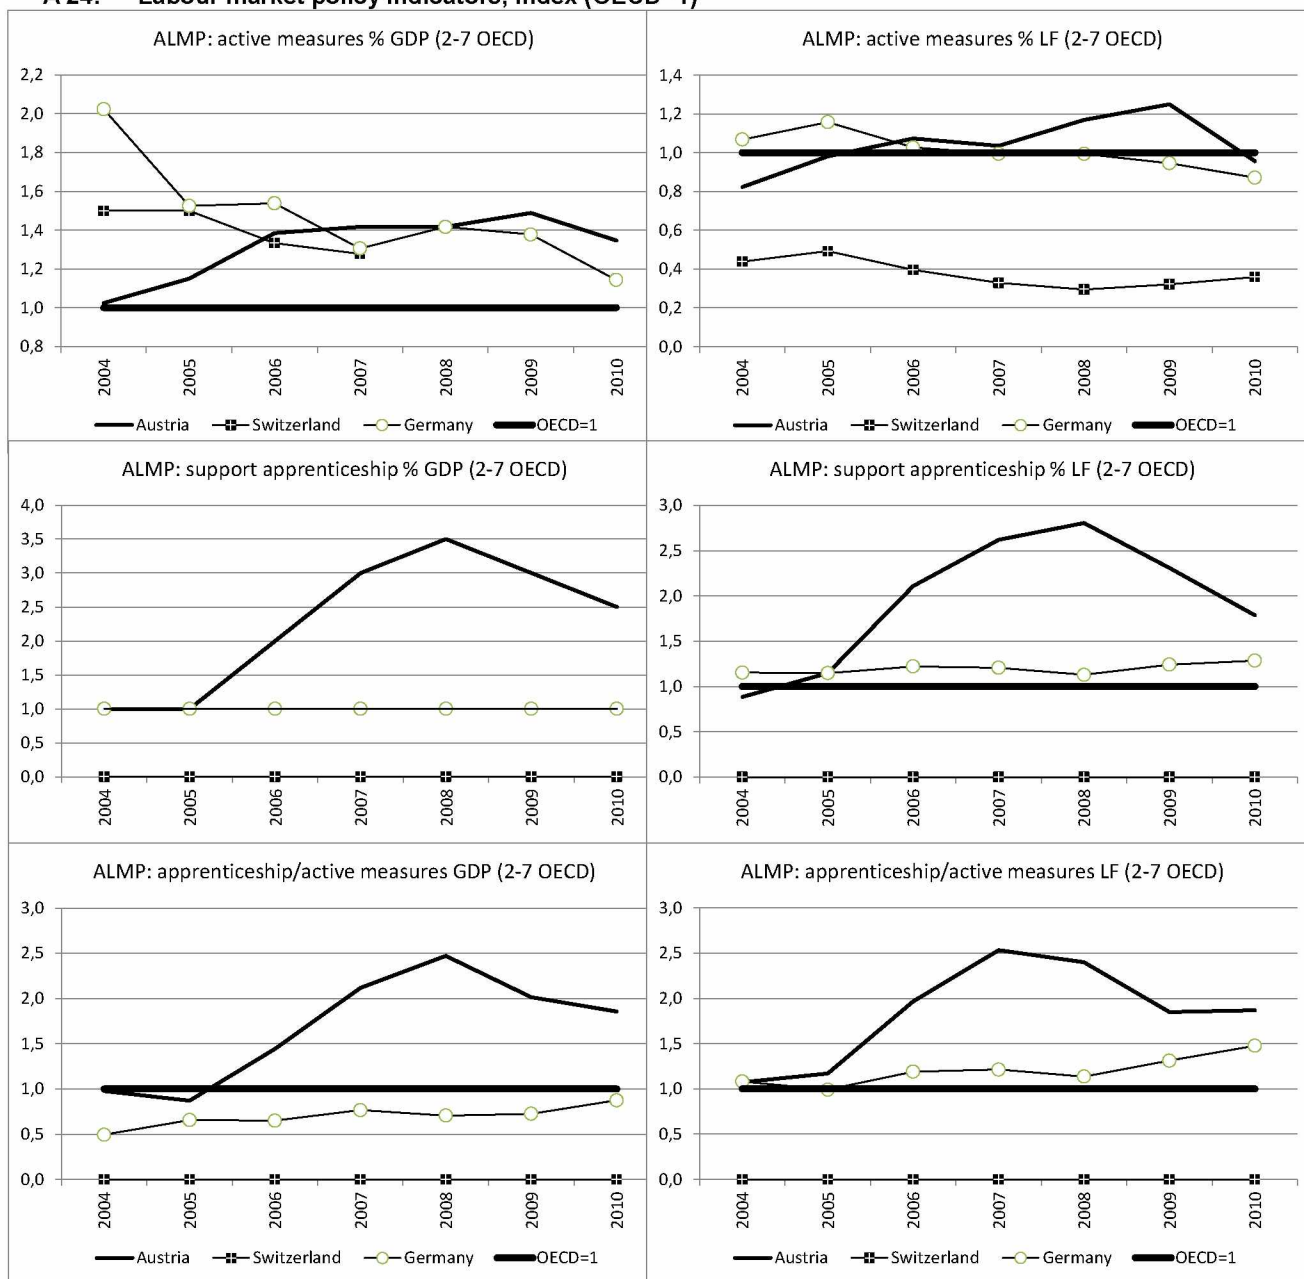 A 24: Labour market policy indicators, index (OECD=1)
ALMP: active measures % GDP (2-7 OECD)
2,2
2,0
1,8
1,6
1,4
1,2
1,0
0,8
2004 2005 2006 2007 2008 2009 2010
Austria Switzerland Germany OECD=1
ALMP: active measures % LF (2-7 OECD)
1,4
1,2
1,0
0,8
0,6
0,4
0,2
0,0
2004 2005 2006 2007 2008 2009 2010
Austria Switzerland Germany OECD=1
ALMP: support apprenticeship % GDP (2-7 OECD)
4,0
3,5
3,0
2,5
2,0
1,5
1,0
0,5
0,0
2004 2005 2006 2007 2008 2009 2010
ALMP: support apprenticeship % LF (2-7 OECD)
3,0
2,5
2,0
1,5
1,0
0,5
0,0
2004 2005 2006 2007 2008 2009 2010
ALMP: apprenticeship/active measures GDP (2-7 OECD)
3,0
2,5
2,0
1,5
1,0
0,5
0,0
2004 2005 2006 2007 2008 2009 2010
Austria Switzerland Germany OECD=1
ALMP: apprenticeship/active measures LF (2-7 OECD)
3,0
2,5
2,0
1,5
1,0
0,5
0,0
2004 2005 2006 2007 2008 2009 2010
Austria Switzerland Germany OECD=1